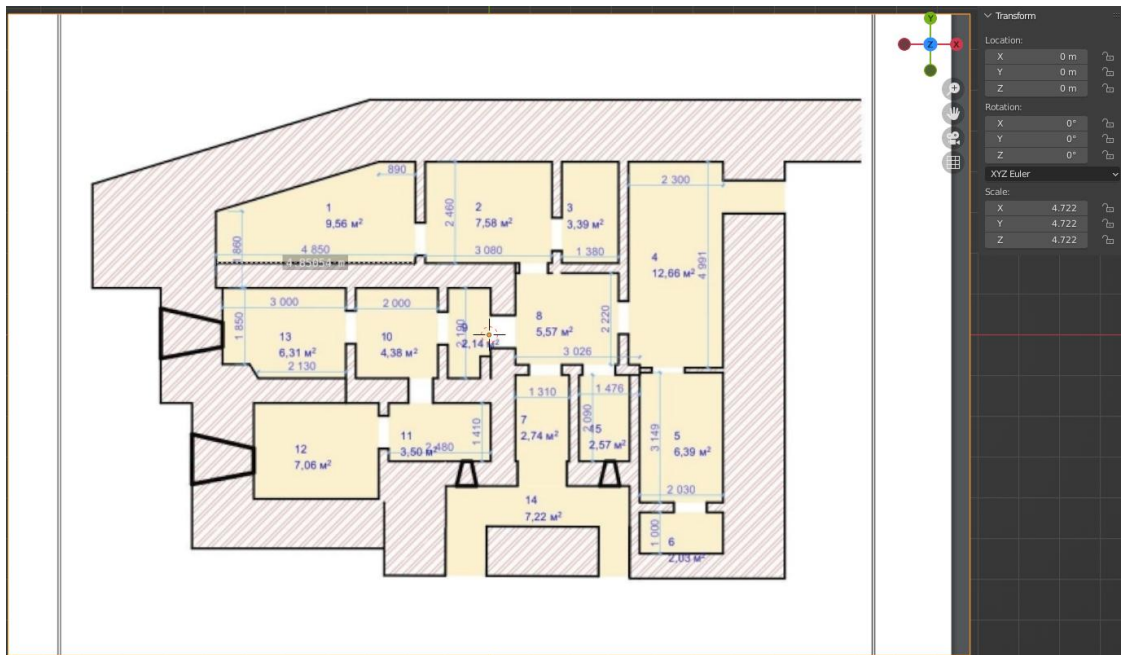 Transform
Location:
X 0 m
Y 0 m
Z 0 m
Rotation:
X 0°
Y 0°
Z 0°
XYZ Euler
Scale:
X 4.722
Y 4.722
Z 4.722
Y
Z
X
890
1
9,56 м²
860
4 850
2
7,58 м²
2 460
3 080
3
3,39 м²
1 380
2 300
4
12,66 м²
4 991
3 000
1 850
13
6,31 м²
2 130
2 000
10
4,38 м²
9
2,14 м²
2 190
8
5,57 м²
2 220
3 026
1 310
7
2,74 м²
1 476
2 090
2,57 м²
3 149
5
6,39 м²
2 030
12
7,06 м²
11
3,50 м²
2 480
1 410
14
7,22 м²
1 000
6
2,03 м²